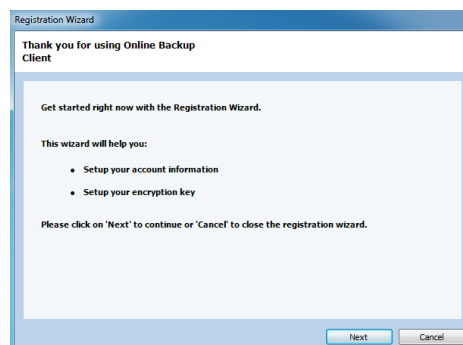 Registration Wizard
Thank you for using Online Backup
Client
Get started right now with the Registration Wizard.
This wizard will help you:
• Setup your account information
• Setup your encryption key
Please click on 'Next' to continue or 'Cancel' to close the registration wizard.
Next Cancel